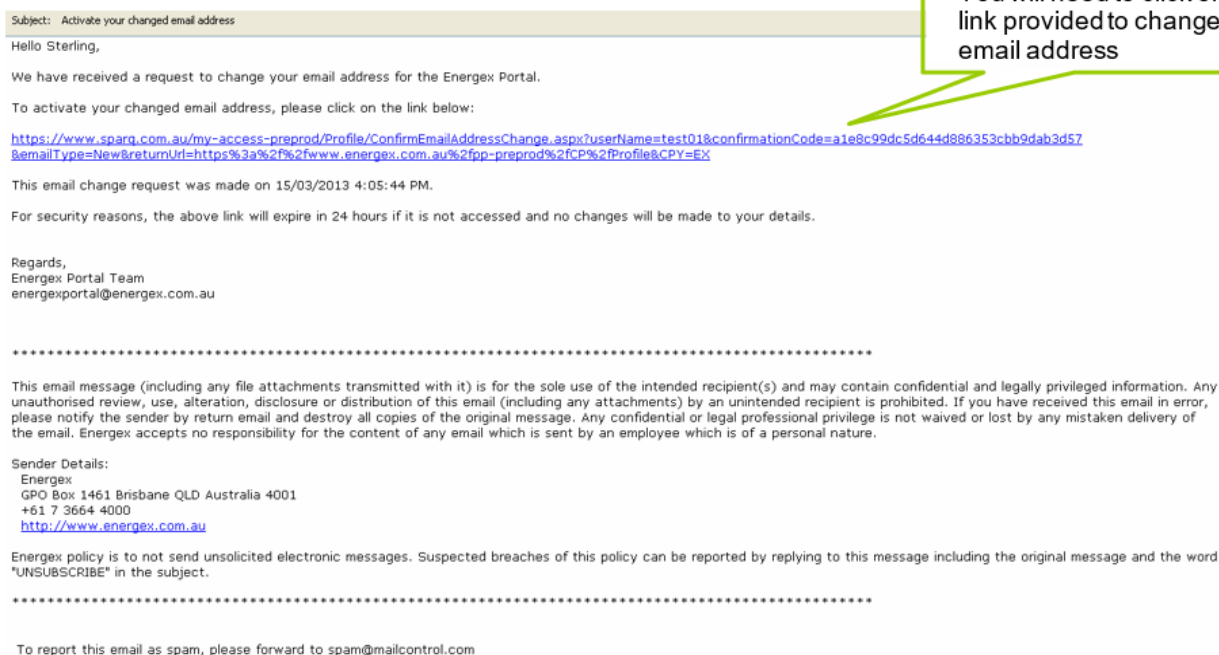 You will need to click on
link provided to change
email address
Subject: Activate your changed email address
Hello Sterling,
We have received a request to change your email address for the Energex Portal.
To activate your changed email address, please click on the link below:
https://www.sparq.com.au/my-access-preprod/Profile/ConfirmEmailAddressChange.aspx?userName=test01&confirmationCode=a1e8c99dc5d644d886353cbb9dab3d57
&emailType=New&returnUrl=https%3a%2f%2fwww.energex.com.au%2fpp-preprod%2fCP%2fProfile&CPY=EX
This email change request was made on 15/03/2013 4:05:44 PM.
For security reasons, the above link will expire in 24 hours if it is not accessed and no changes will be made to your details.
Regards,
Energex Portal Team
energexportal@energex.com.au
****************************************************************************************************
This email message (including any file attachments transmitted with it) is for the sole use of the intended recipient(s) and may contain confidential and legally privileged information. Any
unauthorised review, use, alteration, disclosure or distribution of this email (including any attachments) by an unintended recipient is prohibited. If you have received this email in error,
please notify the sender by return email and destroy all copies of the original message. Any confidential or legal professional privilege is not waived or lost by any mistaken delivery of
the email. Energex accepts no responsibility for the content of any email which is sent by an employee which is of a personal nature.
Sender Details:
Energex
GPO Box 1461 Brisbane QLD Australia 4001
+61 7 3664 4000
http://www.energex.com.au
Energex policy is to not send unsolicited electronic messages. Suspected breaches of this policy can be reported by replying to this message including the original message and the word
"UNSUBSCRIBE" in the subject.
****************************************************************************************************
To report this email as spam, please forward to spam@mailcontrol.com